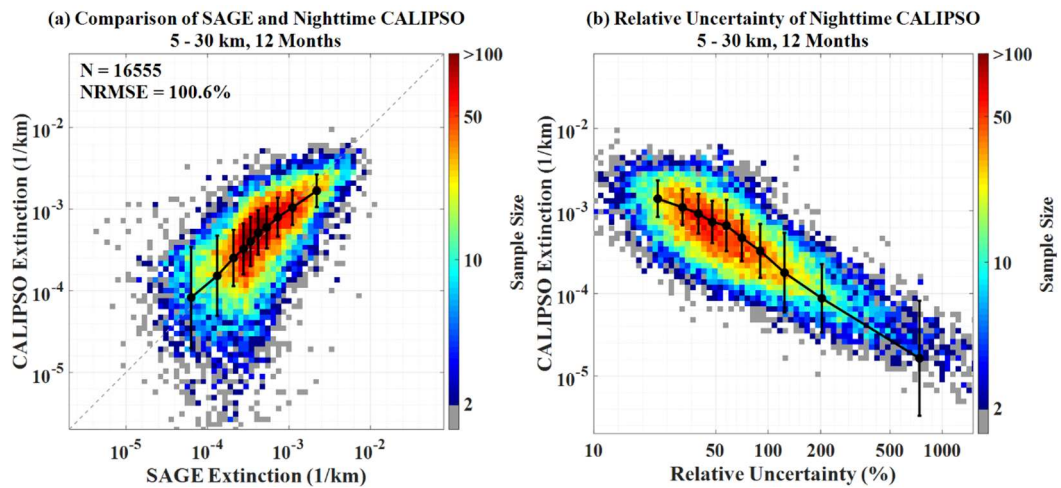 (a) Comparison of SAGE and Nighttime CALIPSO
5 - 30 km, 12 Months
N = 16555
NRMSE = 100.6%
CALIPSO Extinction (1/km)
10⁻²
10⁻³
10⁻⁴
10⁻⁵
10⁻⁵
10⁻⁴
10⁻³
10⁻²
SAGE Extinction (1/km)
>100
50
10
2
Sample Size
(b) Relative Uncertainty of Nighttime CALIPSO
5 - 30 km, 12 Months
CALIPSO Extinction (1/km)
10⁻²
10⁻³
10⁻⁴
10⁻⁵
10
50
100
200
500
1000
Relative Uncertainty (%)
>100
50
10
2
Sample Size